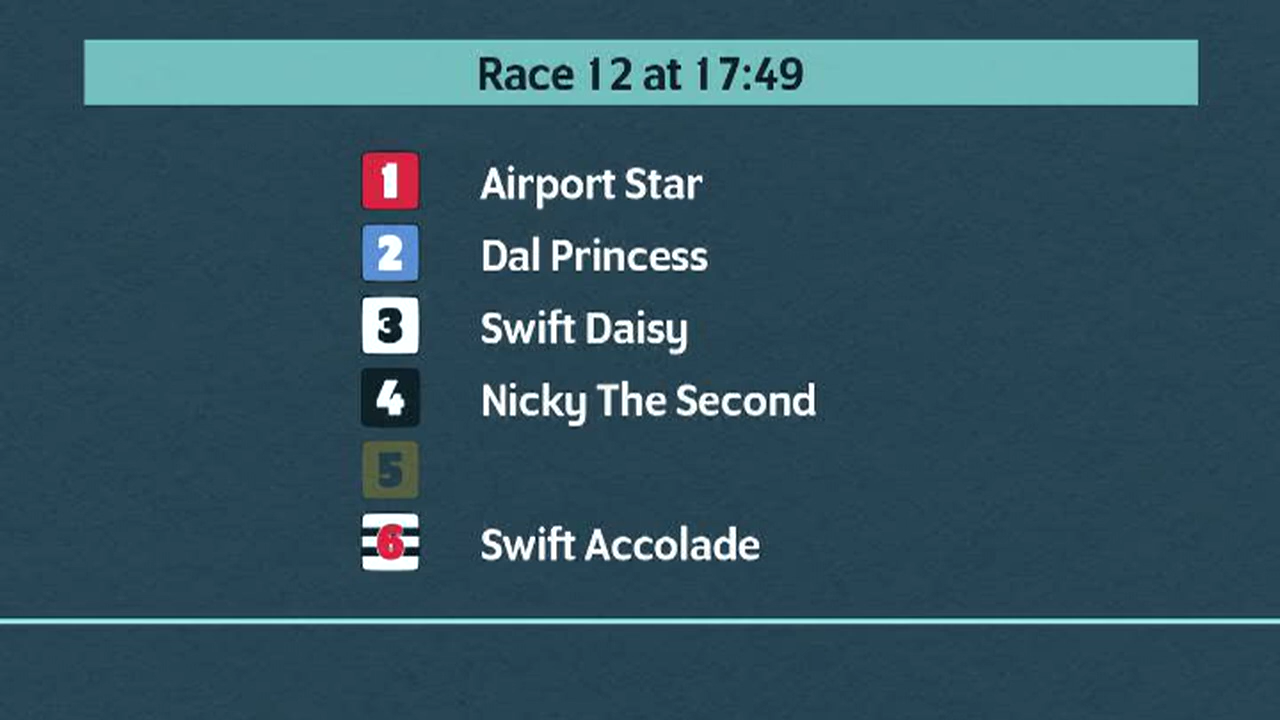 Race 12 at 17:49
1 Airport Star
2 Dal Princess
3 Swift Daisy
4 Nicky The Second
5
6 Swift Accolade